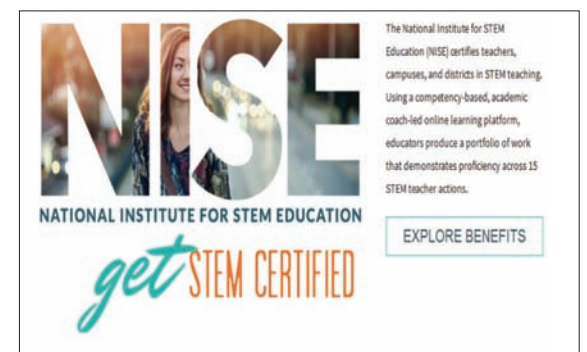 NISE
NATIONAL INSTITUTE FOR STEM EDUCATION
get STEM CERTIFIED
The National Institute for STEM
Education (NISE) certifies teachers,
campuses, and districts in STEM teaching.
Using a competency-based, academic
coach-led online learning platform,
educators produce a portfolio of work
that demonstrates proficiency across 15
STEM teacher actions.
EXPLORE BENEFITS